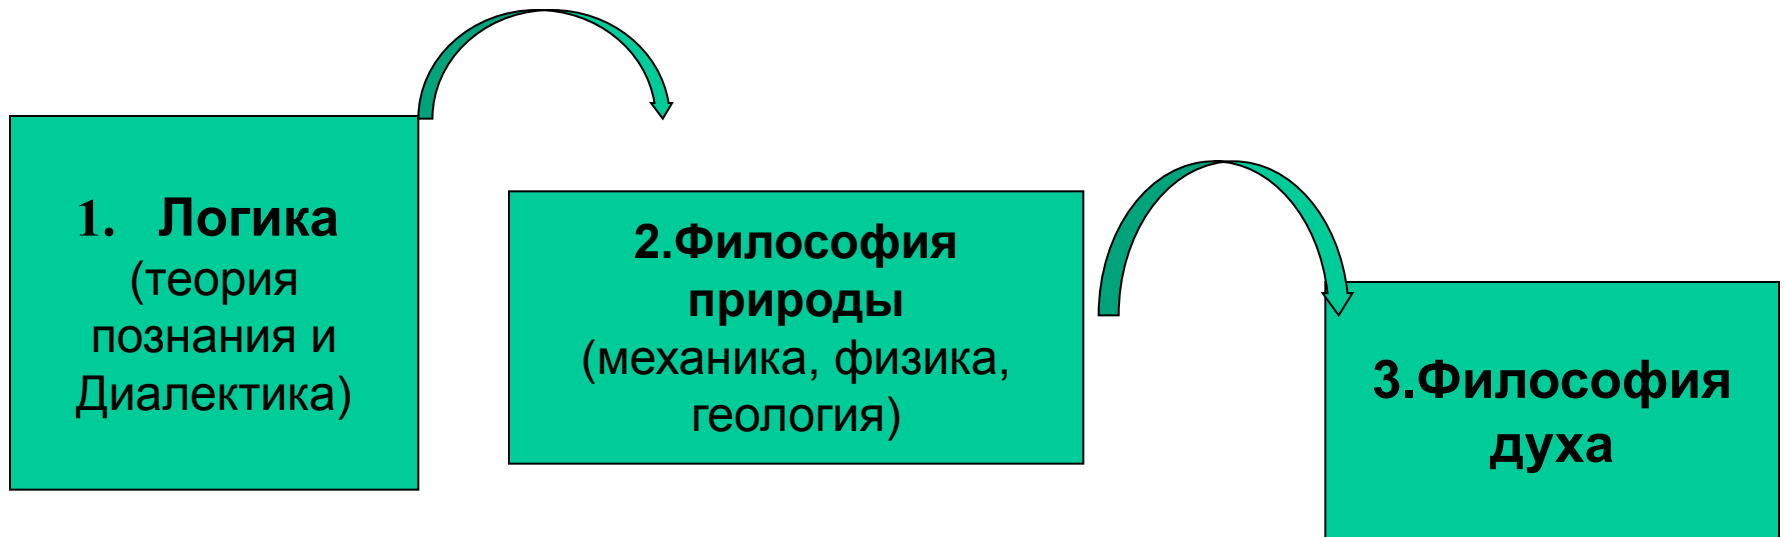 1. Логика
(теория
познания и
Диалектика)
2.Философия
природы
(механика, физика,
геология)
3.Философия
духа